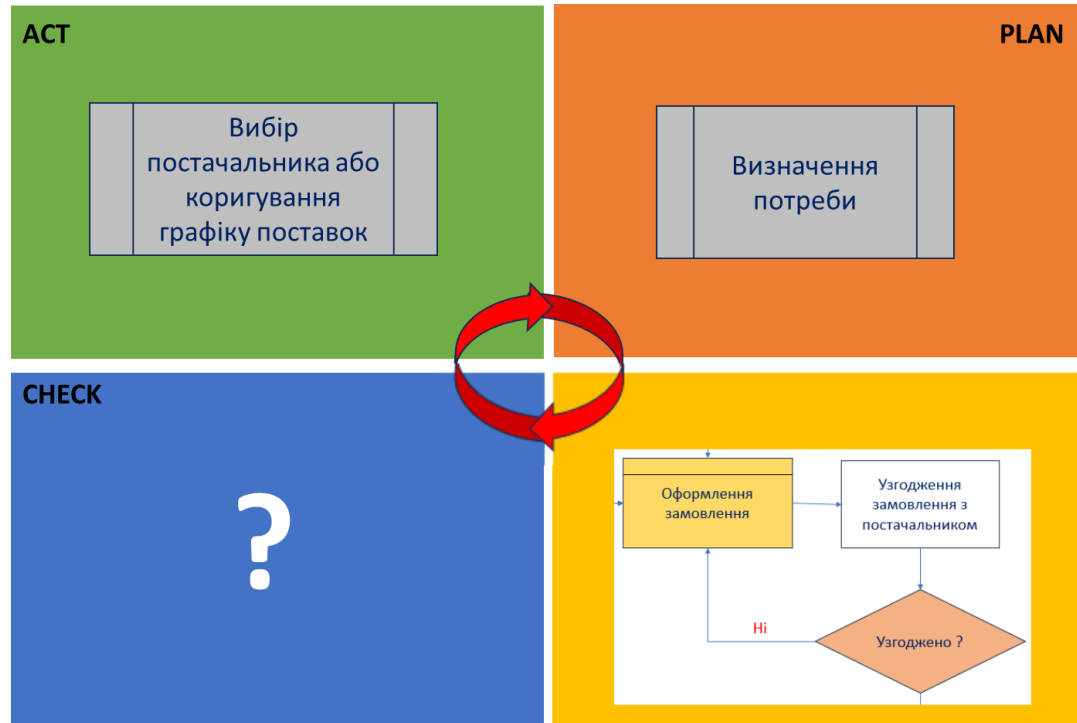 ACT
Вибір
постачальника або
коригування
графіку поставок
PLAN
Визначення
потреби
CHECK
?
Оформлення
замовлення
Узгодження
замовлення з
постачальником
Ні
Узгоджено ?